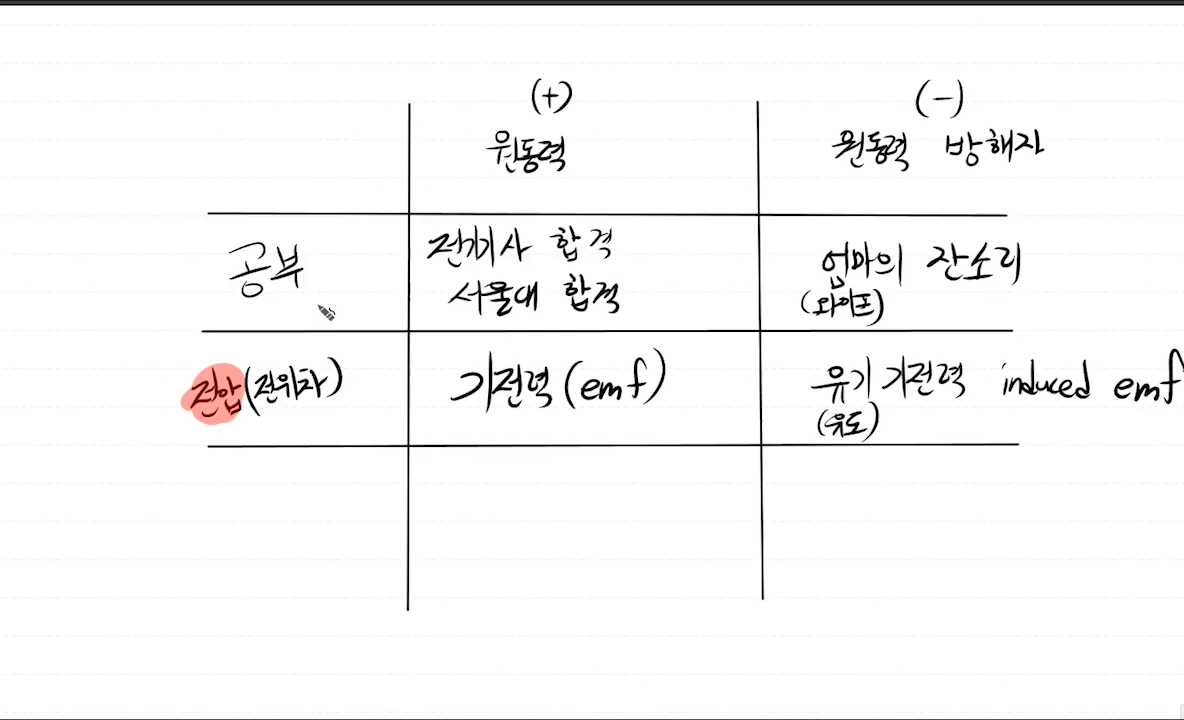 (+)
(-)
원동력
원동력 방해자
공부
전기기사 합격
서울대 합격
엄마의 잔소리
(와이프)
전압(전위차)
기전력(emf)
유기기전력 induced emf
(유도)